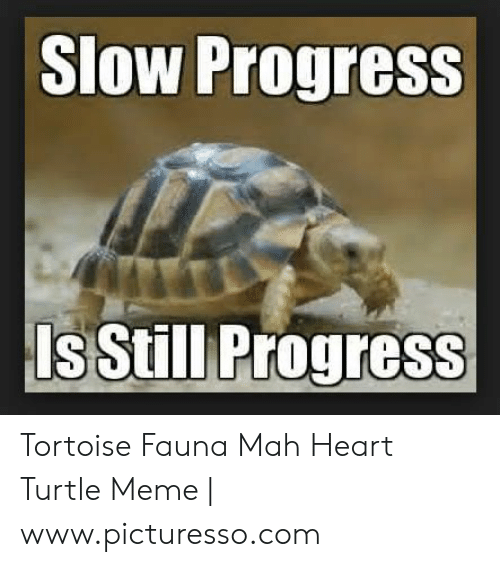 Slow Progress
Is Still Progress
Tortoise Fauna Mah Heart
Turtle Meme |
www.picturesso.com